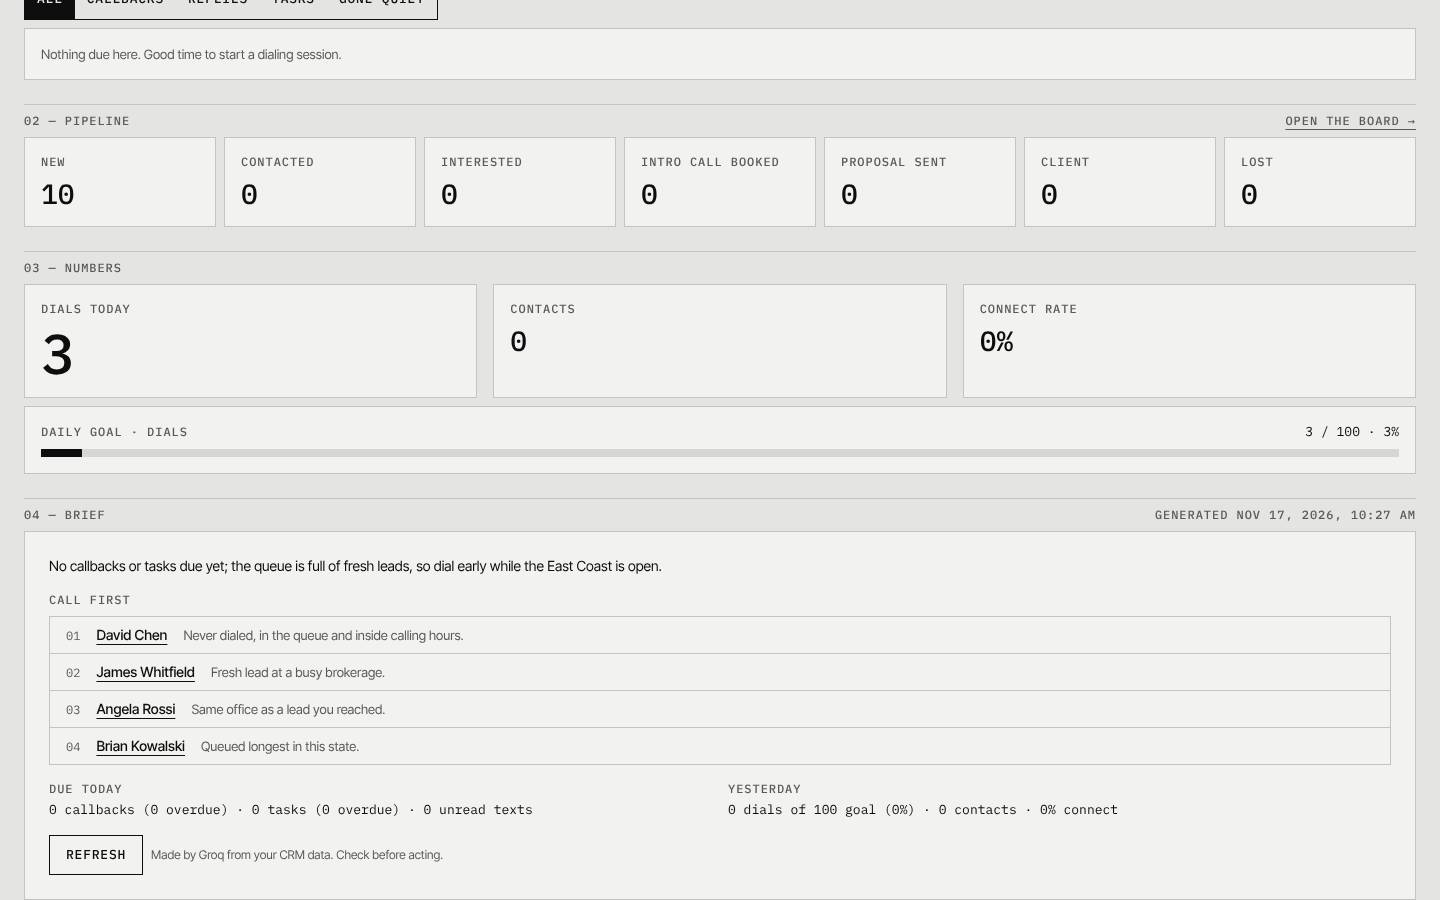 ALL CALLBACKS REPLIES TASKS GONE QUIET
Nothing due here. Good time to start a dialing session.
02 — PIPELINE
OPEN THE BOARD →
NEW
10
CONTACTED
0
INTERESTED
0
INTRO CALL BOOKED
0
PROPOSAL SENT
0
CLIENT
0
LOST
0
03 — NUMBERS
DIALS TODAY
3
CONTACTS
0
CONNECT RATE
0%
DAILY GOAL · DIALS
3 / 100 · 3%
04 — BRIEF
GENERATED NOV 17, 2026, 10:27 AM
No callbacks or tasks due yet; the queue is full of fresh leads, so dial early while the East Coast is open.
CALL FIRST
01 David Chen Never dialed, in the queue and inside calling hours.
02 James Whitfield Fresh lead at a busy brokerage.
03 Angela Rossi Same office as a lead you reached.
04 Brian Kowalski Queued longest in this state.
DUE TODAY
0 callbacks (0 overdue) · 0 tasks (0 overdue) · 0 unread texts
YESTERDAY
0 dials of 100 goal (0%) · 0 contacts · 0% connect
REFRESH
Made by Groq from your CRM data. Check before acting.